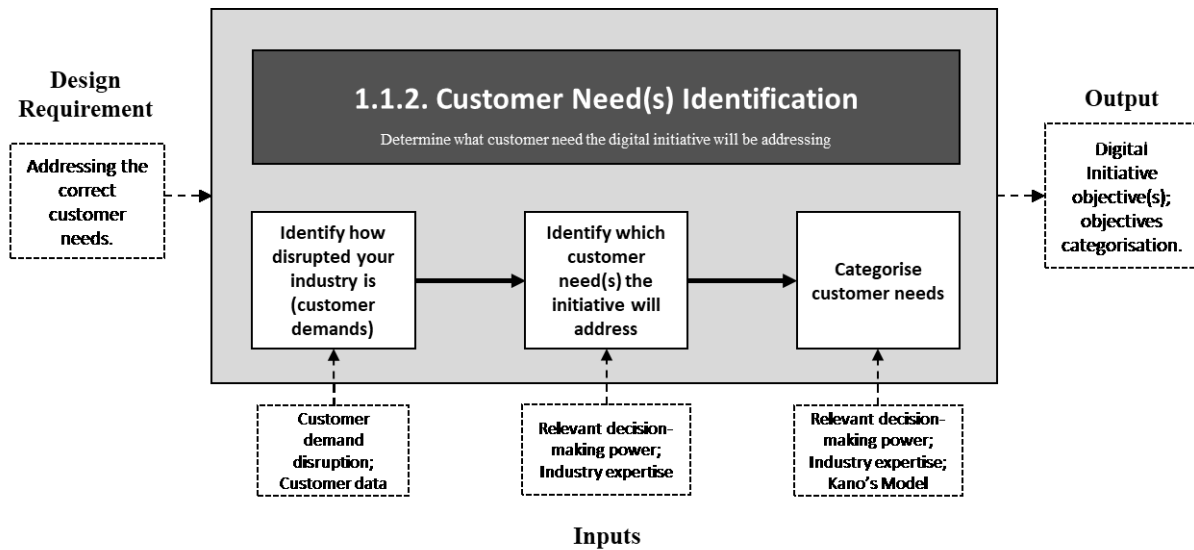 Design
Requirement
Addressing the
correct
customer
needs.
1.1.2. Customer Need(s) Identification
Determine what customer need the digital initiative will be addressing
Identify how
disrupted your
industry is
(customer
demands)
Identify which
customer
need(s) the
initiative will
address
Categorise
customer needs
Output
Digital
Initiative
objective(s);
objectives
categorisation.
Customer
demand
disruption;
Customer data
Relevant decision-
making power;
Industry expertise
Relevant decision-
making power;
Industry expertise;
Kano's Model
Inputs